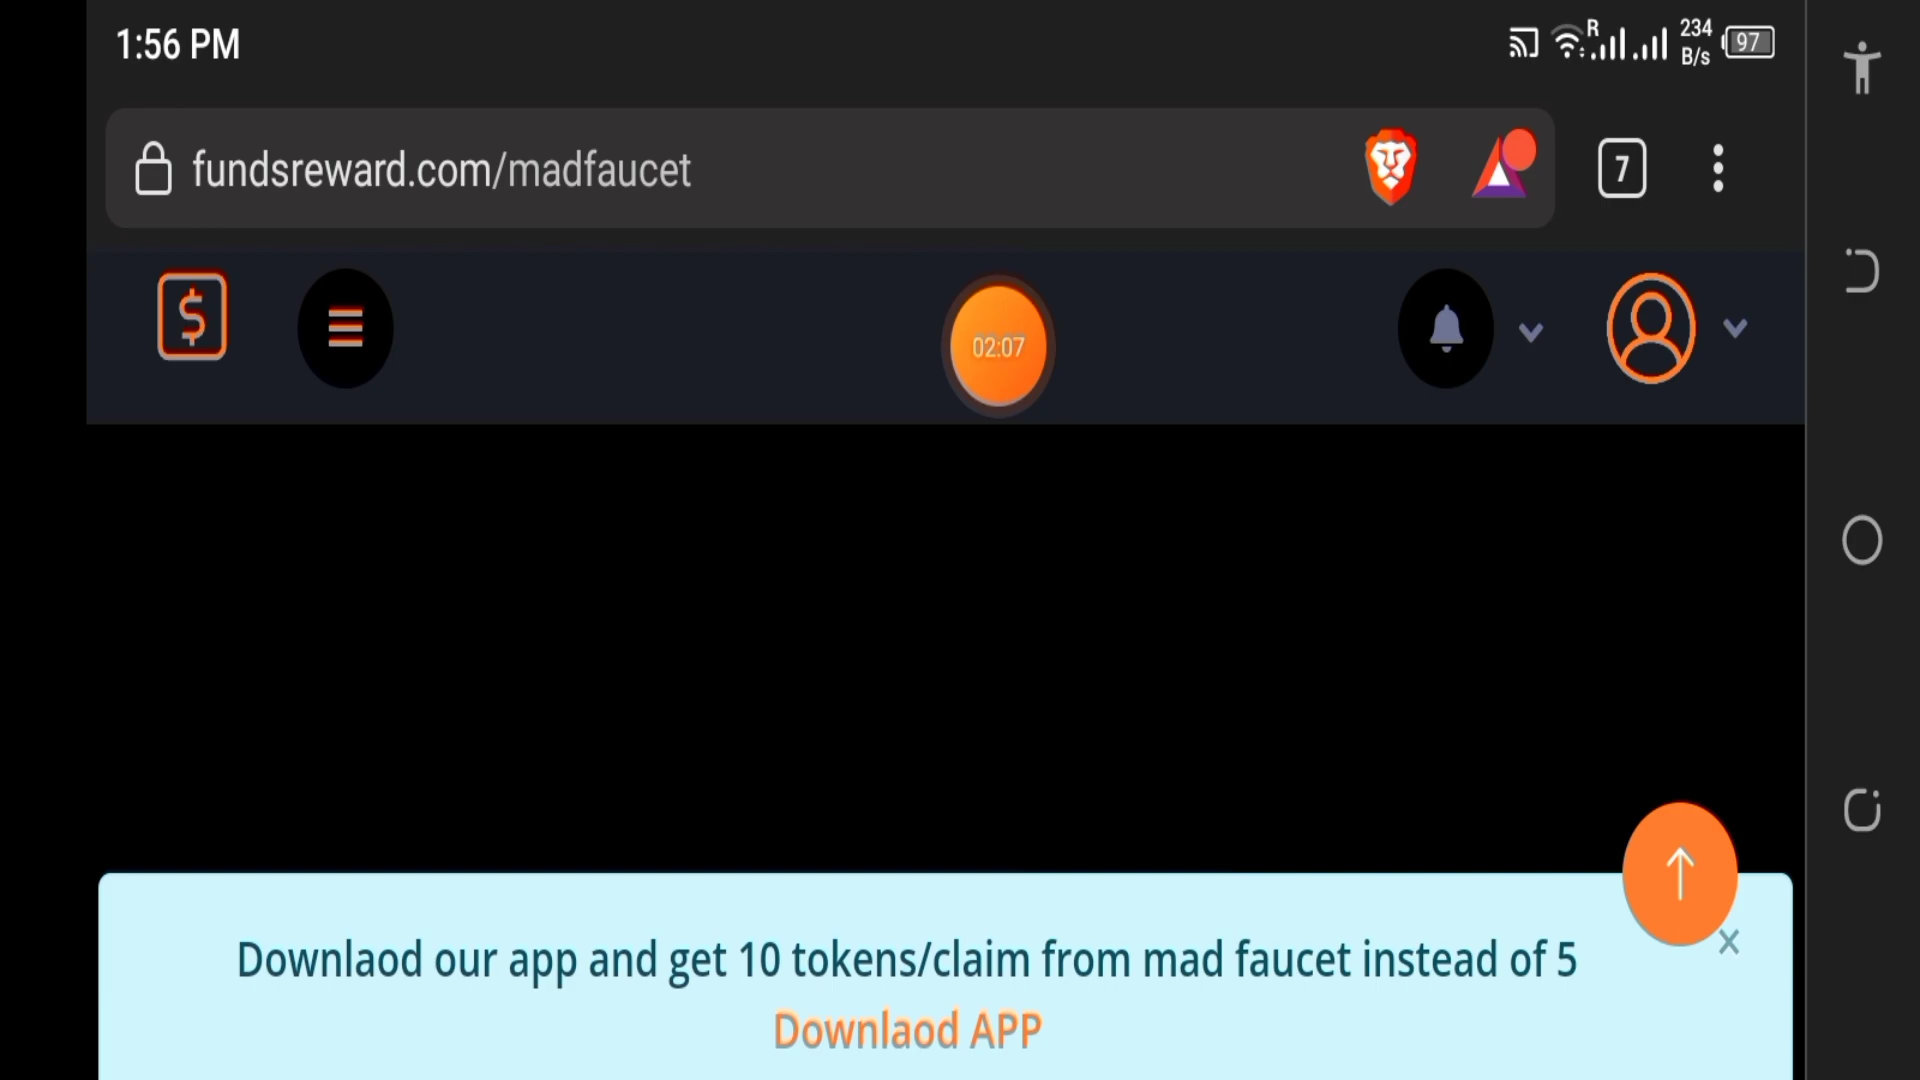 1:56 PM
R
234
B/s
97
fundsreward.com/madfaucet
7
$
02:07
Downlaod our app and get 10 tokens/claim from mad faucet instead of 5
Downlaod APP